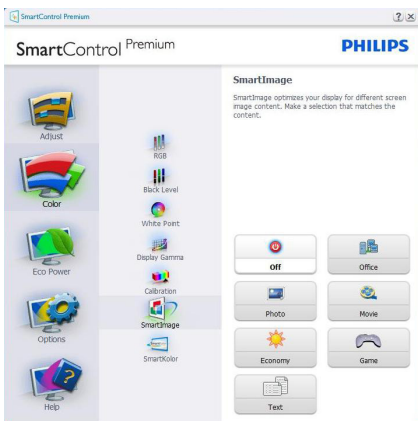 SmartControl Premium
SmartControl Premium
PHILIPS
Adjust
Color
Eco Power
Options
Help
RGB
Black Level
White Point
Display Gamma
Calibration
SmartImage
SmartKolor
SmartImage
SmartImage optimizes your display for different screen
image content. Make a selection that matches the
content.
Off
Office
Photo
Movie
Economy
Game
Text